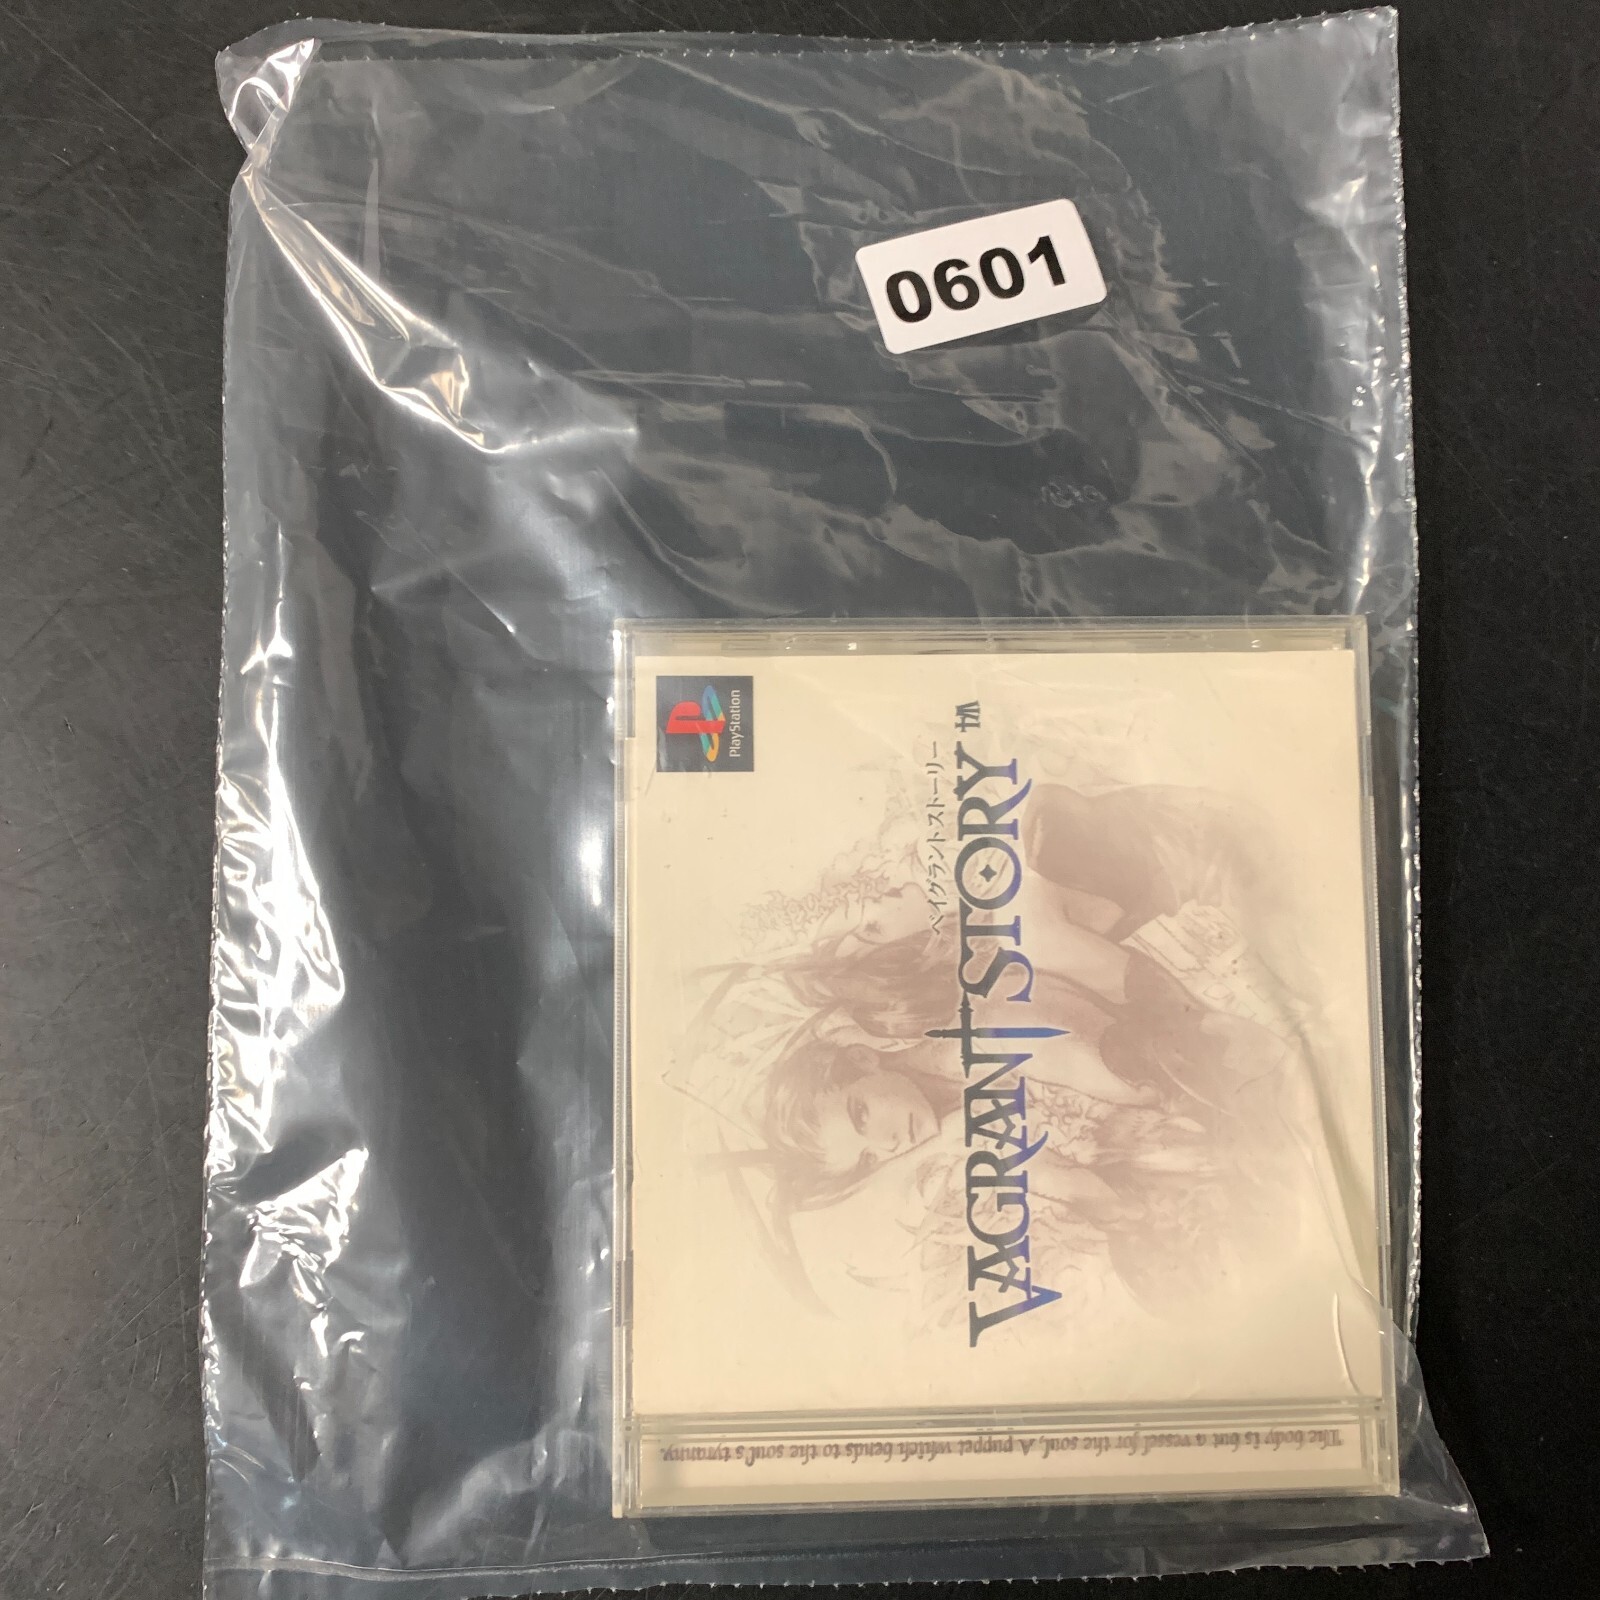 0601
PlayStation
ベイグラントストーリー
VAGRANT STORY™
The body is but a vessel for the soul, A puppet which bends to the soul's tyranny.